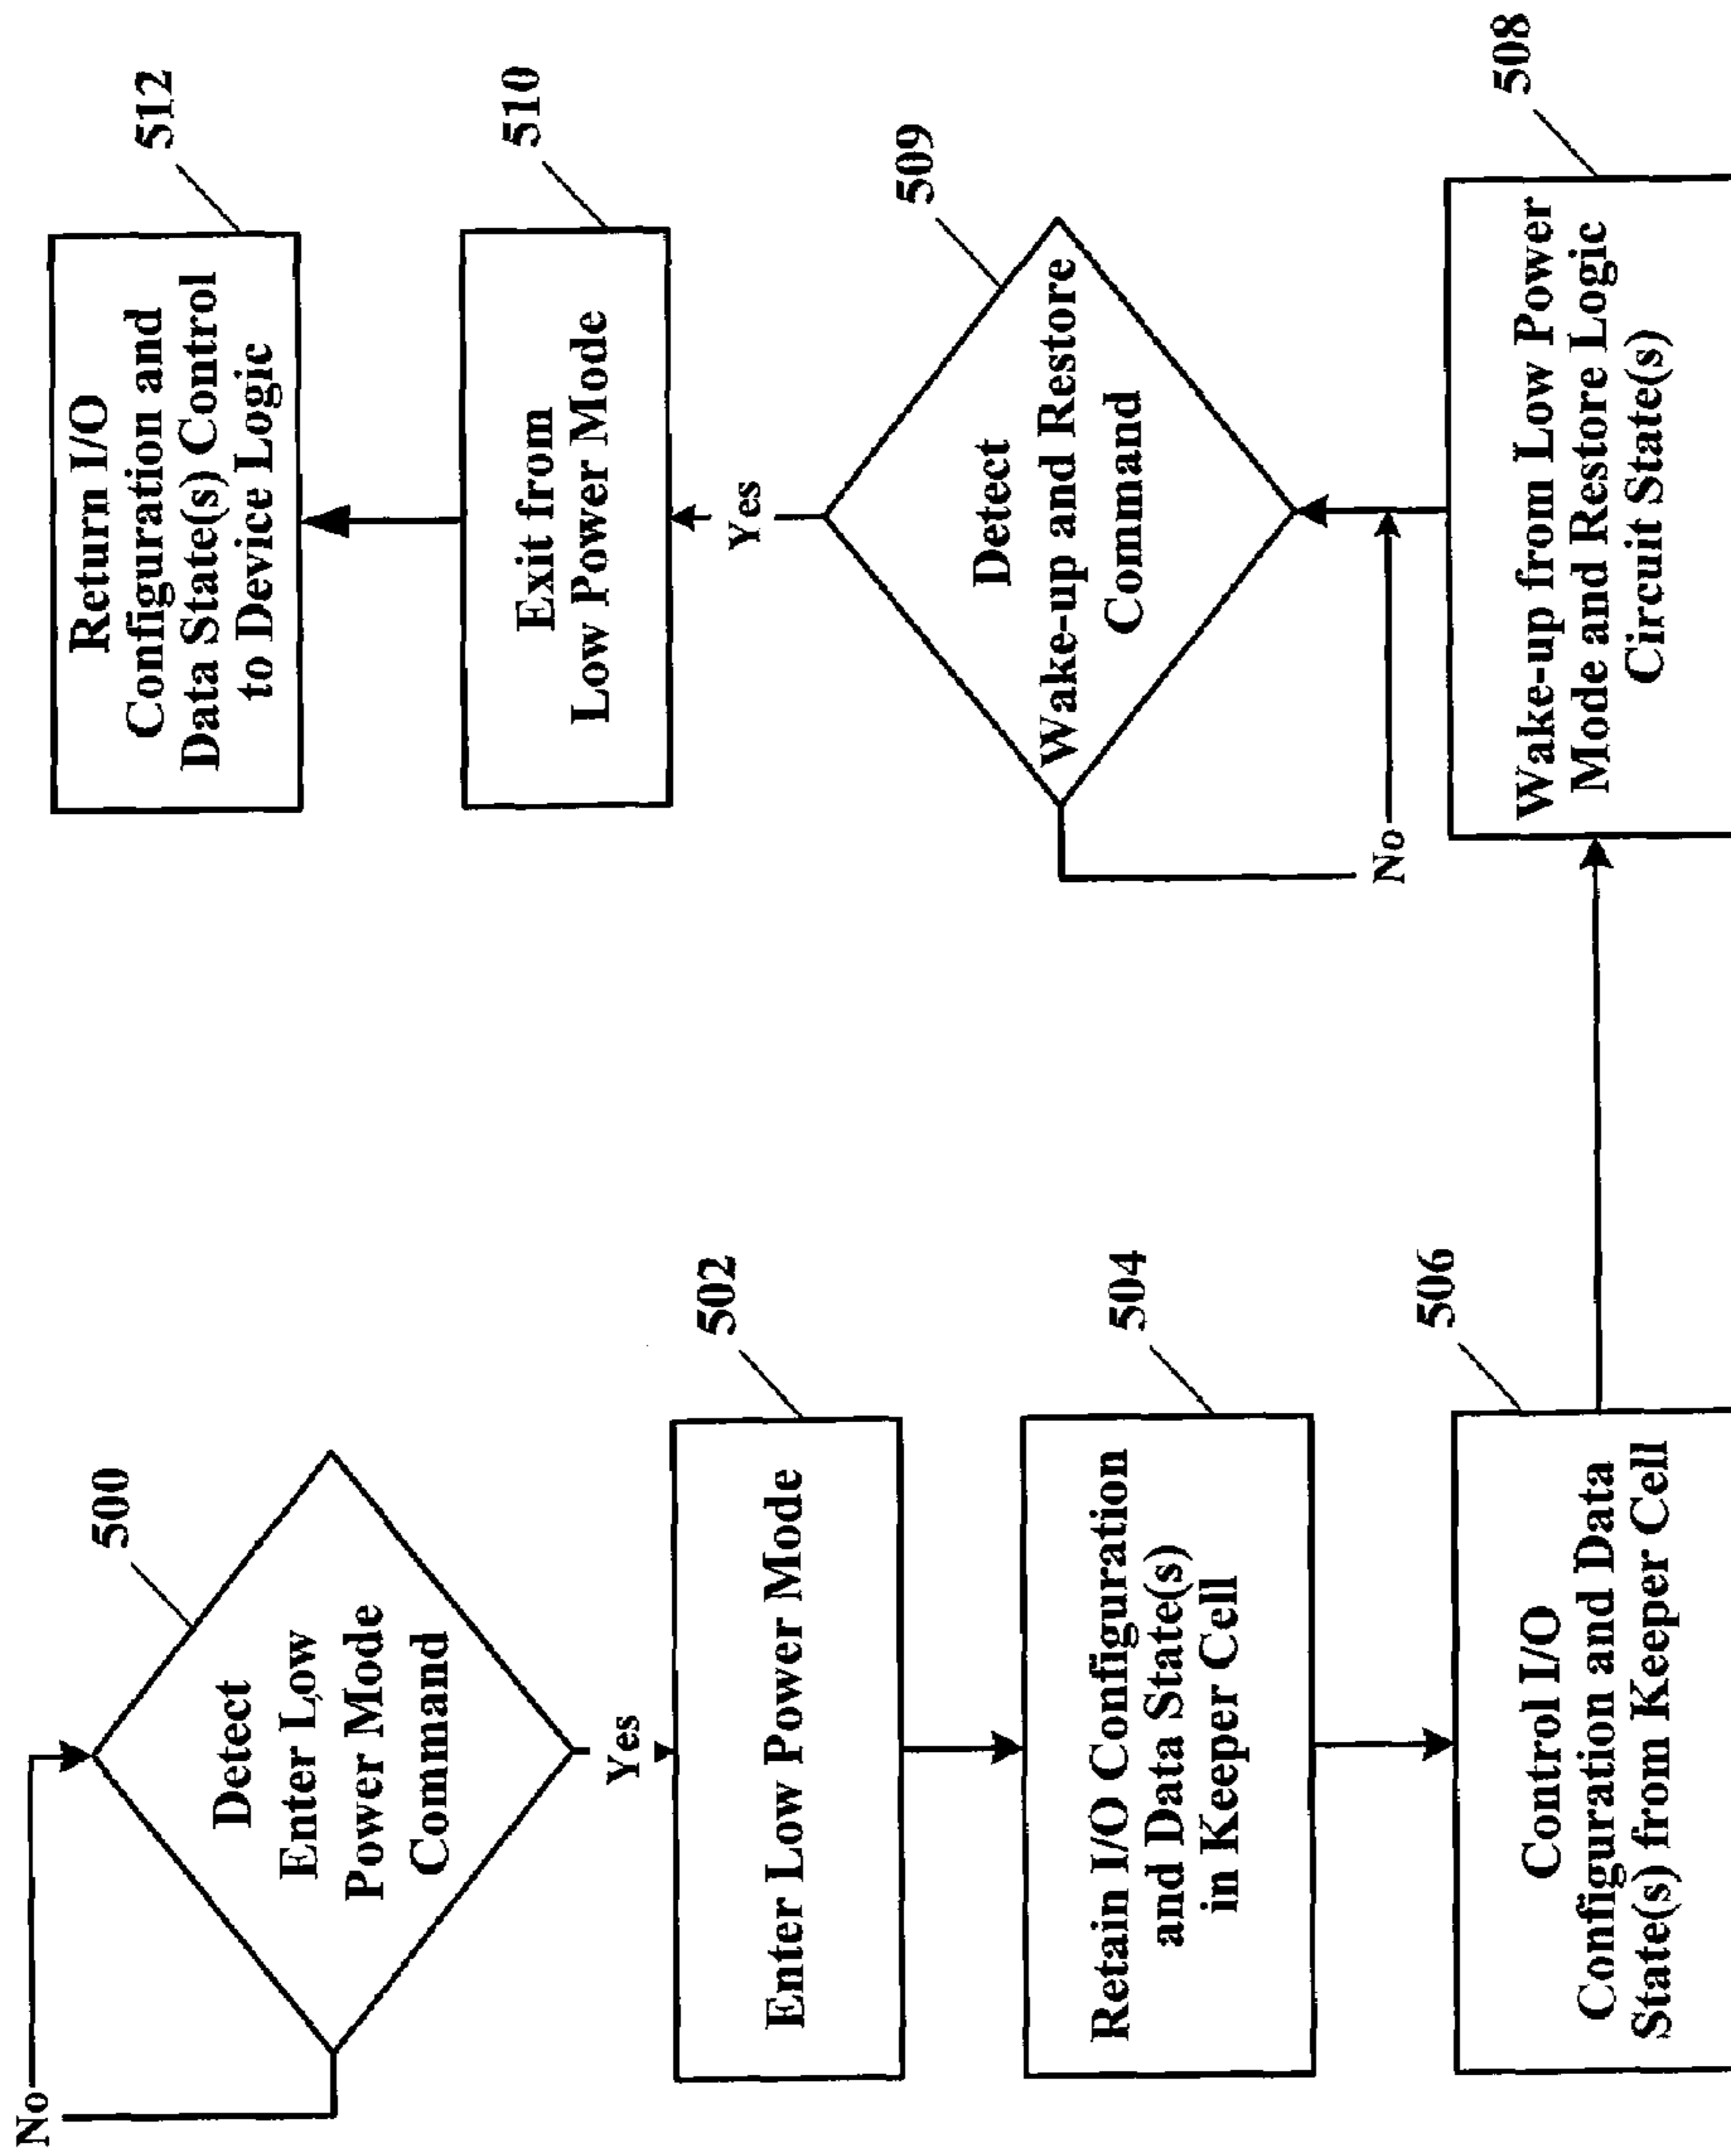 500
Detect
Enter Low
Power Mode
Command
No
Yes
502
Enter Low Power Mode
504
Retain I/O Configuration
and Data State(s)
in Keeper Cell
506
Control I/O
Configuration and Data
State(s) from Keeper Cell
508
Wake-up from Low Power
Mode and Restore Logic
Circuit State(s)
509
Detect
Wake-up and Restore
Command
No
Yes
510
Exit from
Low Power Mode
512
Return I/O
Configuration and
Data State(s) Control
to Device Logic